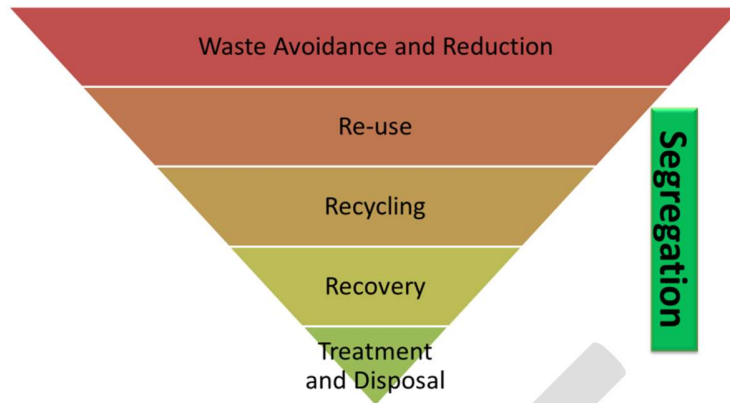 Waste Avoidance and Reduction
Re-use
Recycling
Recovery
Treatment
and Disposal
Segregation